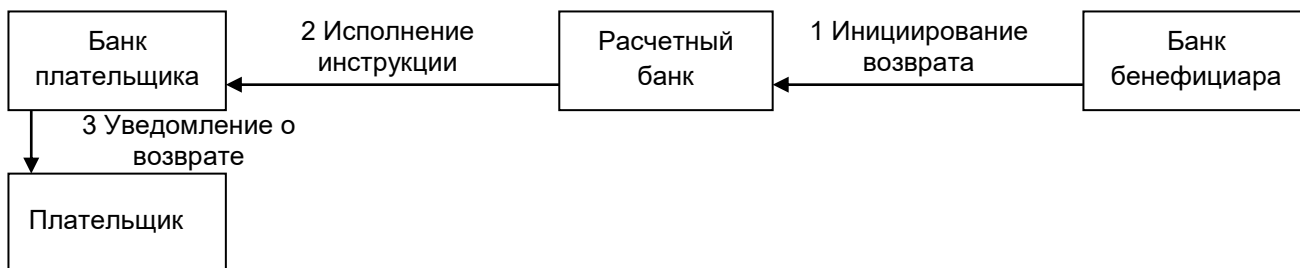 Банк
плательщика
2 Исполнение
инструкции
Расчетный
банк
1 Инициирование
возврата
Банк
бенефициара
3 Уведомление о
возврате
Плательщик